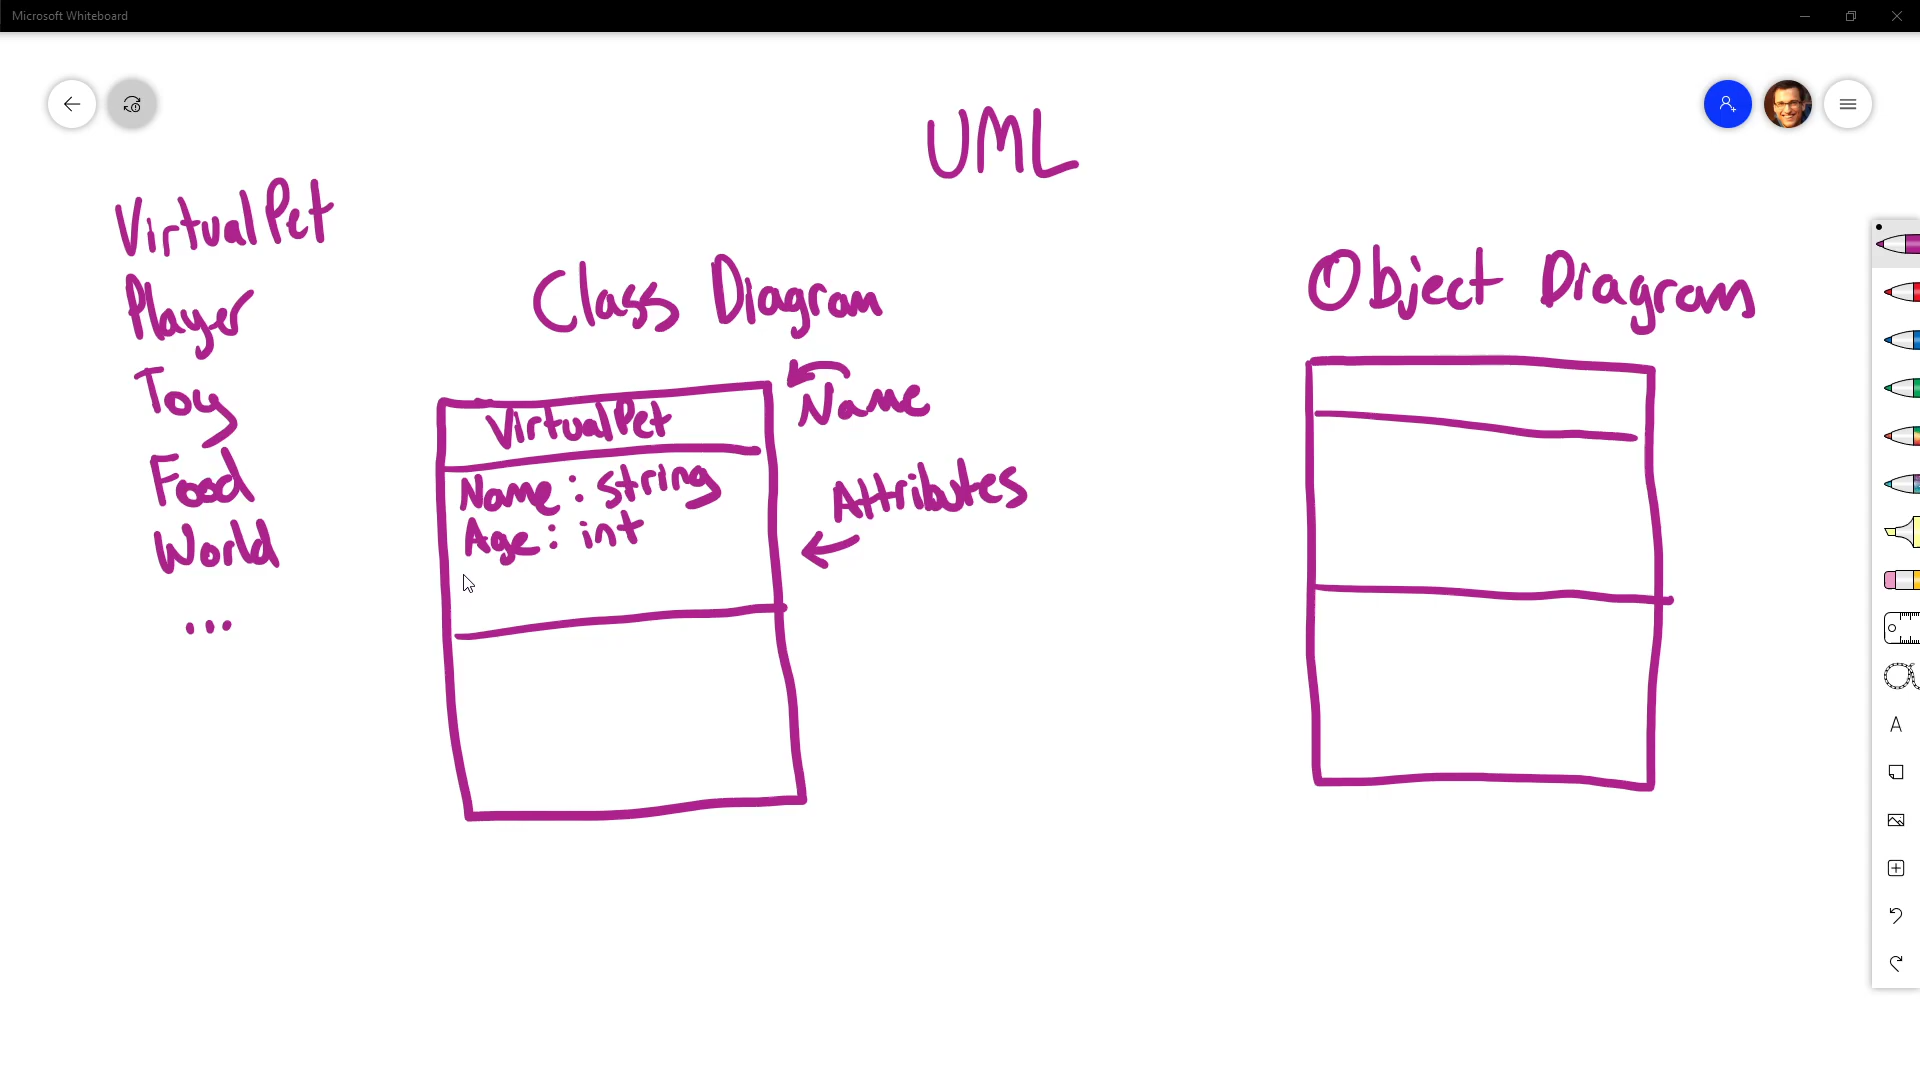 Microsoft Whiteboard
UML
VirtualPet
Player
Toy
Food
World
...
Class Diagram
VirtualPet
Name
Name: string
Age: int
Attributes
Object Diagram
A